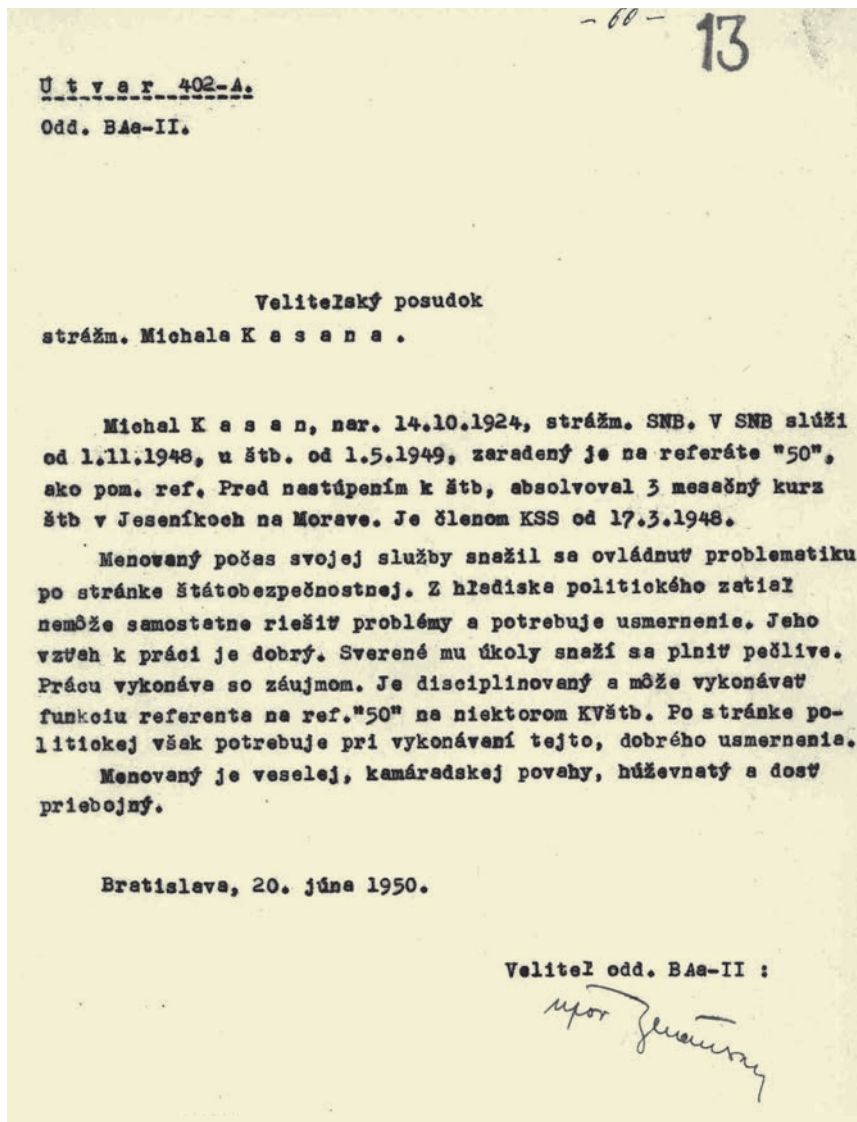 - 60 - 13
Ú t v a r 402-A.
Odd. BAa-II.
Veliteľský posudok
strážm. Michala K a s a n a .
Michal K a s a n, nar. 14.10.1924, strážm. SNB. V SNB slúži
od 1.11.1948, u štb. od 1.5.1949, zaradený je na referáte "50",
ako pom. ref. Pred nastúpením k štb, absolvoval 3 mesačný kurz
štb v Jeseníkoch na Morave. Je členom KSS od 17.3.1948.
Menovaný počas svojej služby snažil sa ovládnuť problematiku
po stránke štátobezpečnostnej. Z hľadiska politického zatiaľ
nemôže samostatne riešiť problémy a potrebuje usmernenie. Jeho
vzťah k práci je dobrý. Sverené mu úkoly snaží sa plniť pečlive.
Prácu vykonáva so záujmom. Je disciplinovaný a môže vykonávať
funkciu referenta na ref."50" na niektorom KVštb. Po stránke po-
litickej však potrebuje pri vykonávaní tejto, dobrého usmernenia.
Menovaný je veselej, kamáradskej povahy, húževnatý a dosť
priebojný.
Bratislava, 20. júna 1950.
Veliteľ odd. BAa-II :
npor